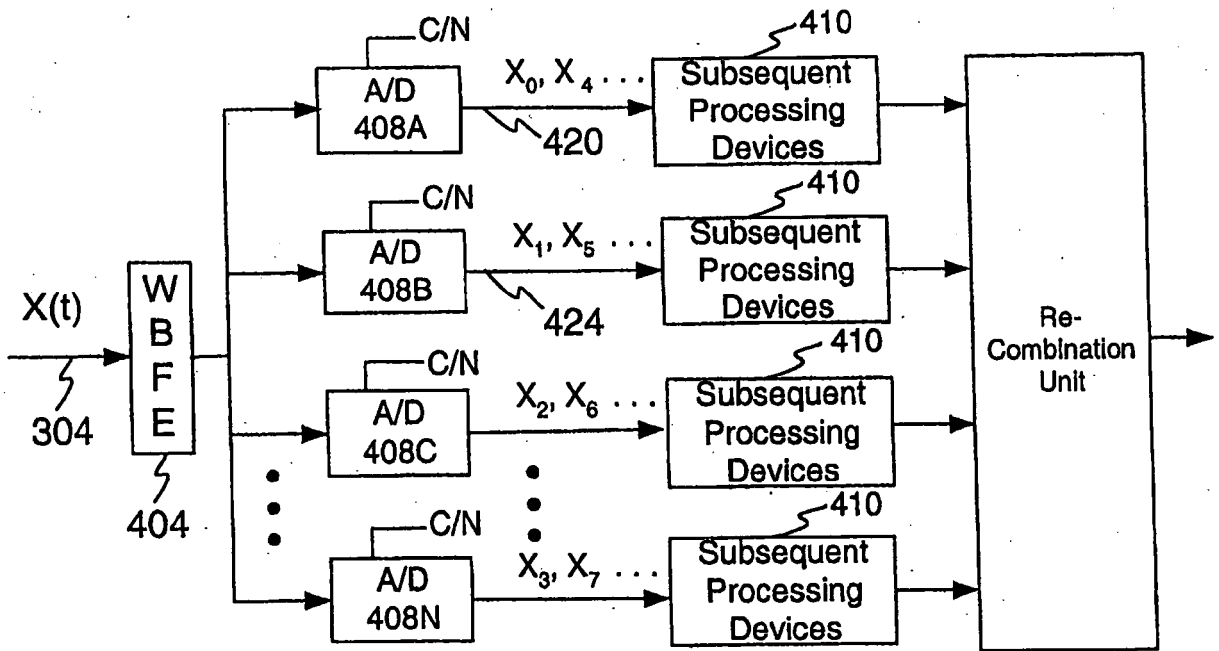 C/N
410
A/D
408A
X₀, X₄ . . .
420
Subsequent
Processing
Devices
C/N
410
A/D
408B
X₁, X₅ . . .
424
Subsequent
Processing
Devices
X(t)
304
W
B
F
E
404
C/N
410
A/D
408C
X₂, X₆ . . .
Subsequent
Processing
Devices
C/N
410
A/D
408N
X₃, X₇ . . .
Subsequent
Processing
Devices
Re-
Combination
Unit